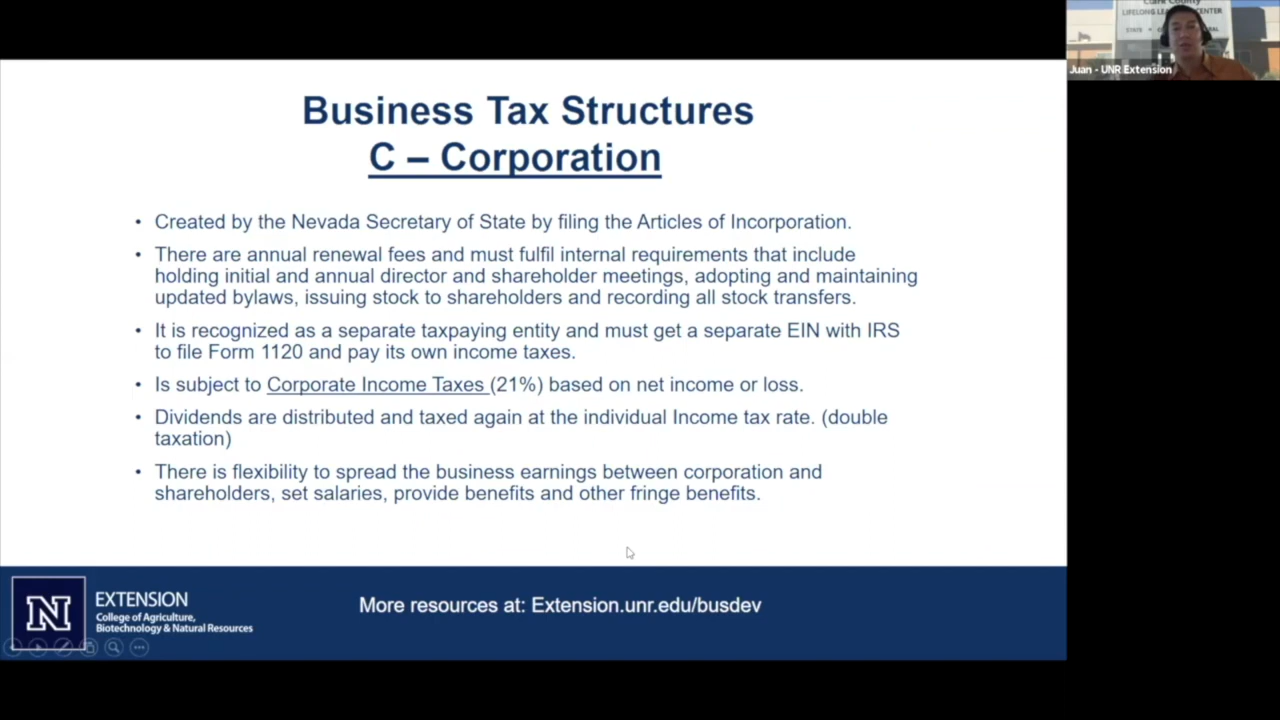 Business Tax Structures
C – Corporation
• Created by the Nevada Secretary of State by filing the Articles of Incorporation.
• There are annual renewal fees and must fulfil internal requirements that include
holding initial and annual director and shareholder meetings, adopting and maintaining
updated bylaws, issuing stock to shareholders and recording all stock transfers.
• It is recognized as a separate taxpaying entity and must get a separate EIN with IRS
to file Form 1120 and pay its own income taxes.
• Is subject to Corporate Income Taxes (21%) based on net income or loss.
• Dividends are distributed and taxed again at the individual Income tax rate. (double
taxation)
• There is flexibility to spread the business earnings between corporation and
shareholders, set salaries, provide benefits and other fringe benefits.
N
EXTENSION
College of Agriculture,
Biotechnology & Natural Resources
More resources at: Extension.unr.edu/busdev
Clark County
LIFELONG CENTER
STATE
Juan - UNR Extension